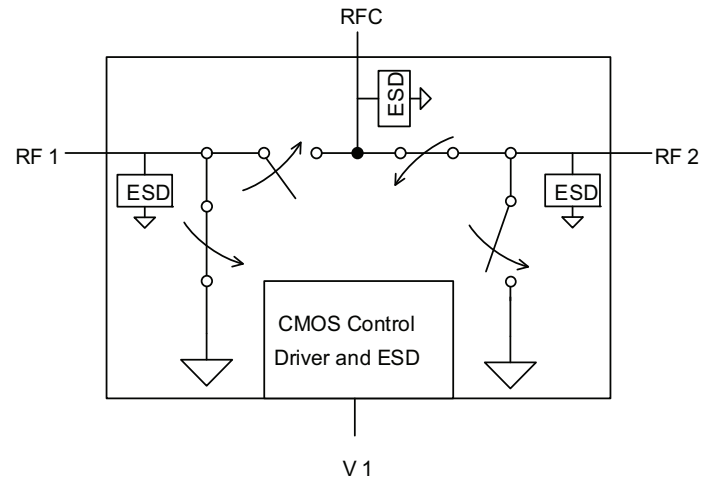 RFC
ESD
RF 1
RF 2
ESD
ESD
CMOS Control
Driver and ESD
V 1